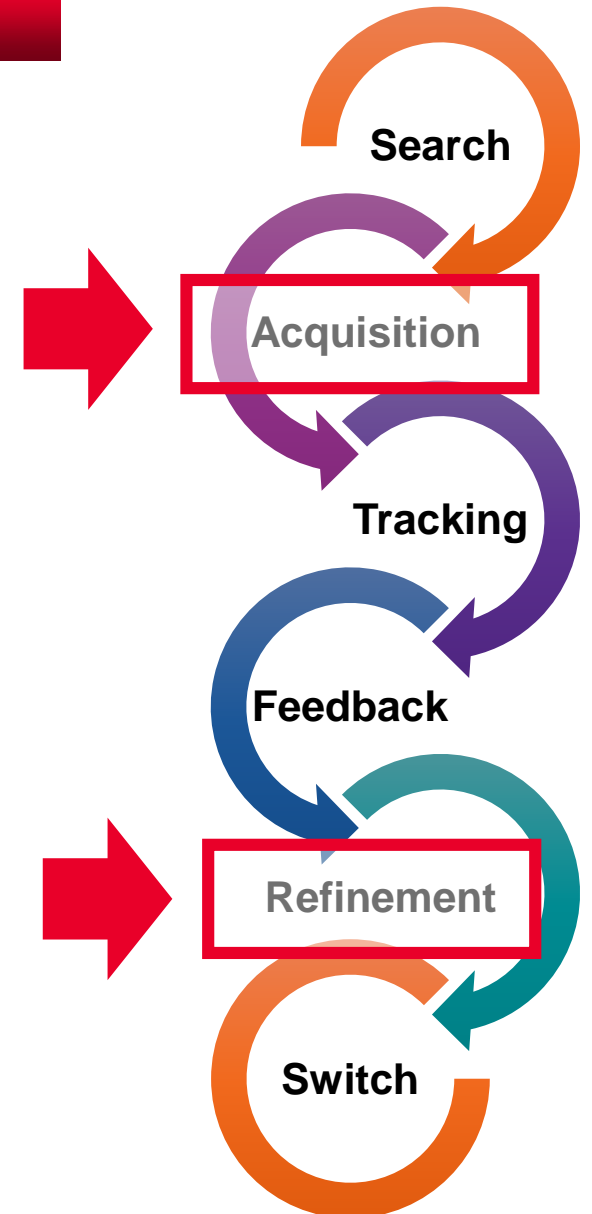 Search
Acquisition
Tracking
Feedback
Refinement
Switch